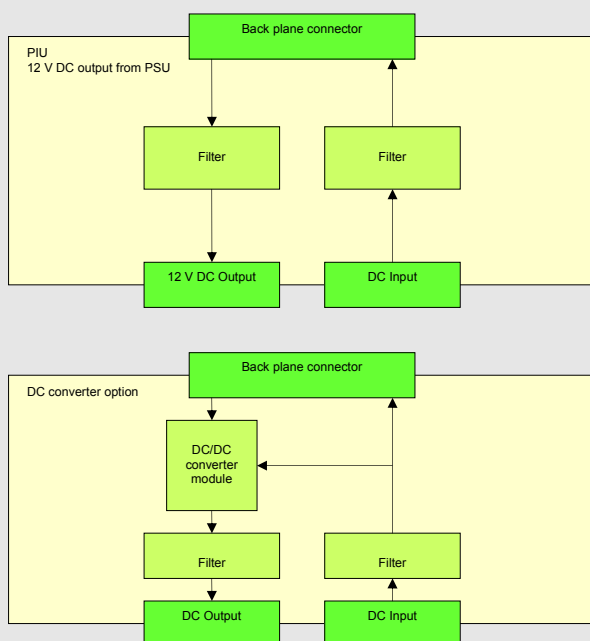 Back plane connector
PIU
12 V DC output from PSU
Filter
Filter
12 V DC Output
DC Input
Back plane connector
DC converter option
DC/DC
converter
module
Filter
Filter
DC Output
DC Input